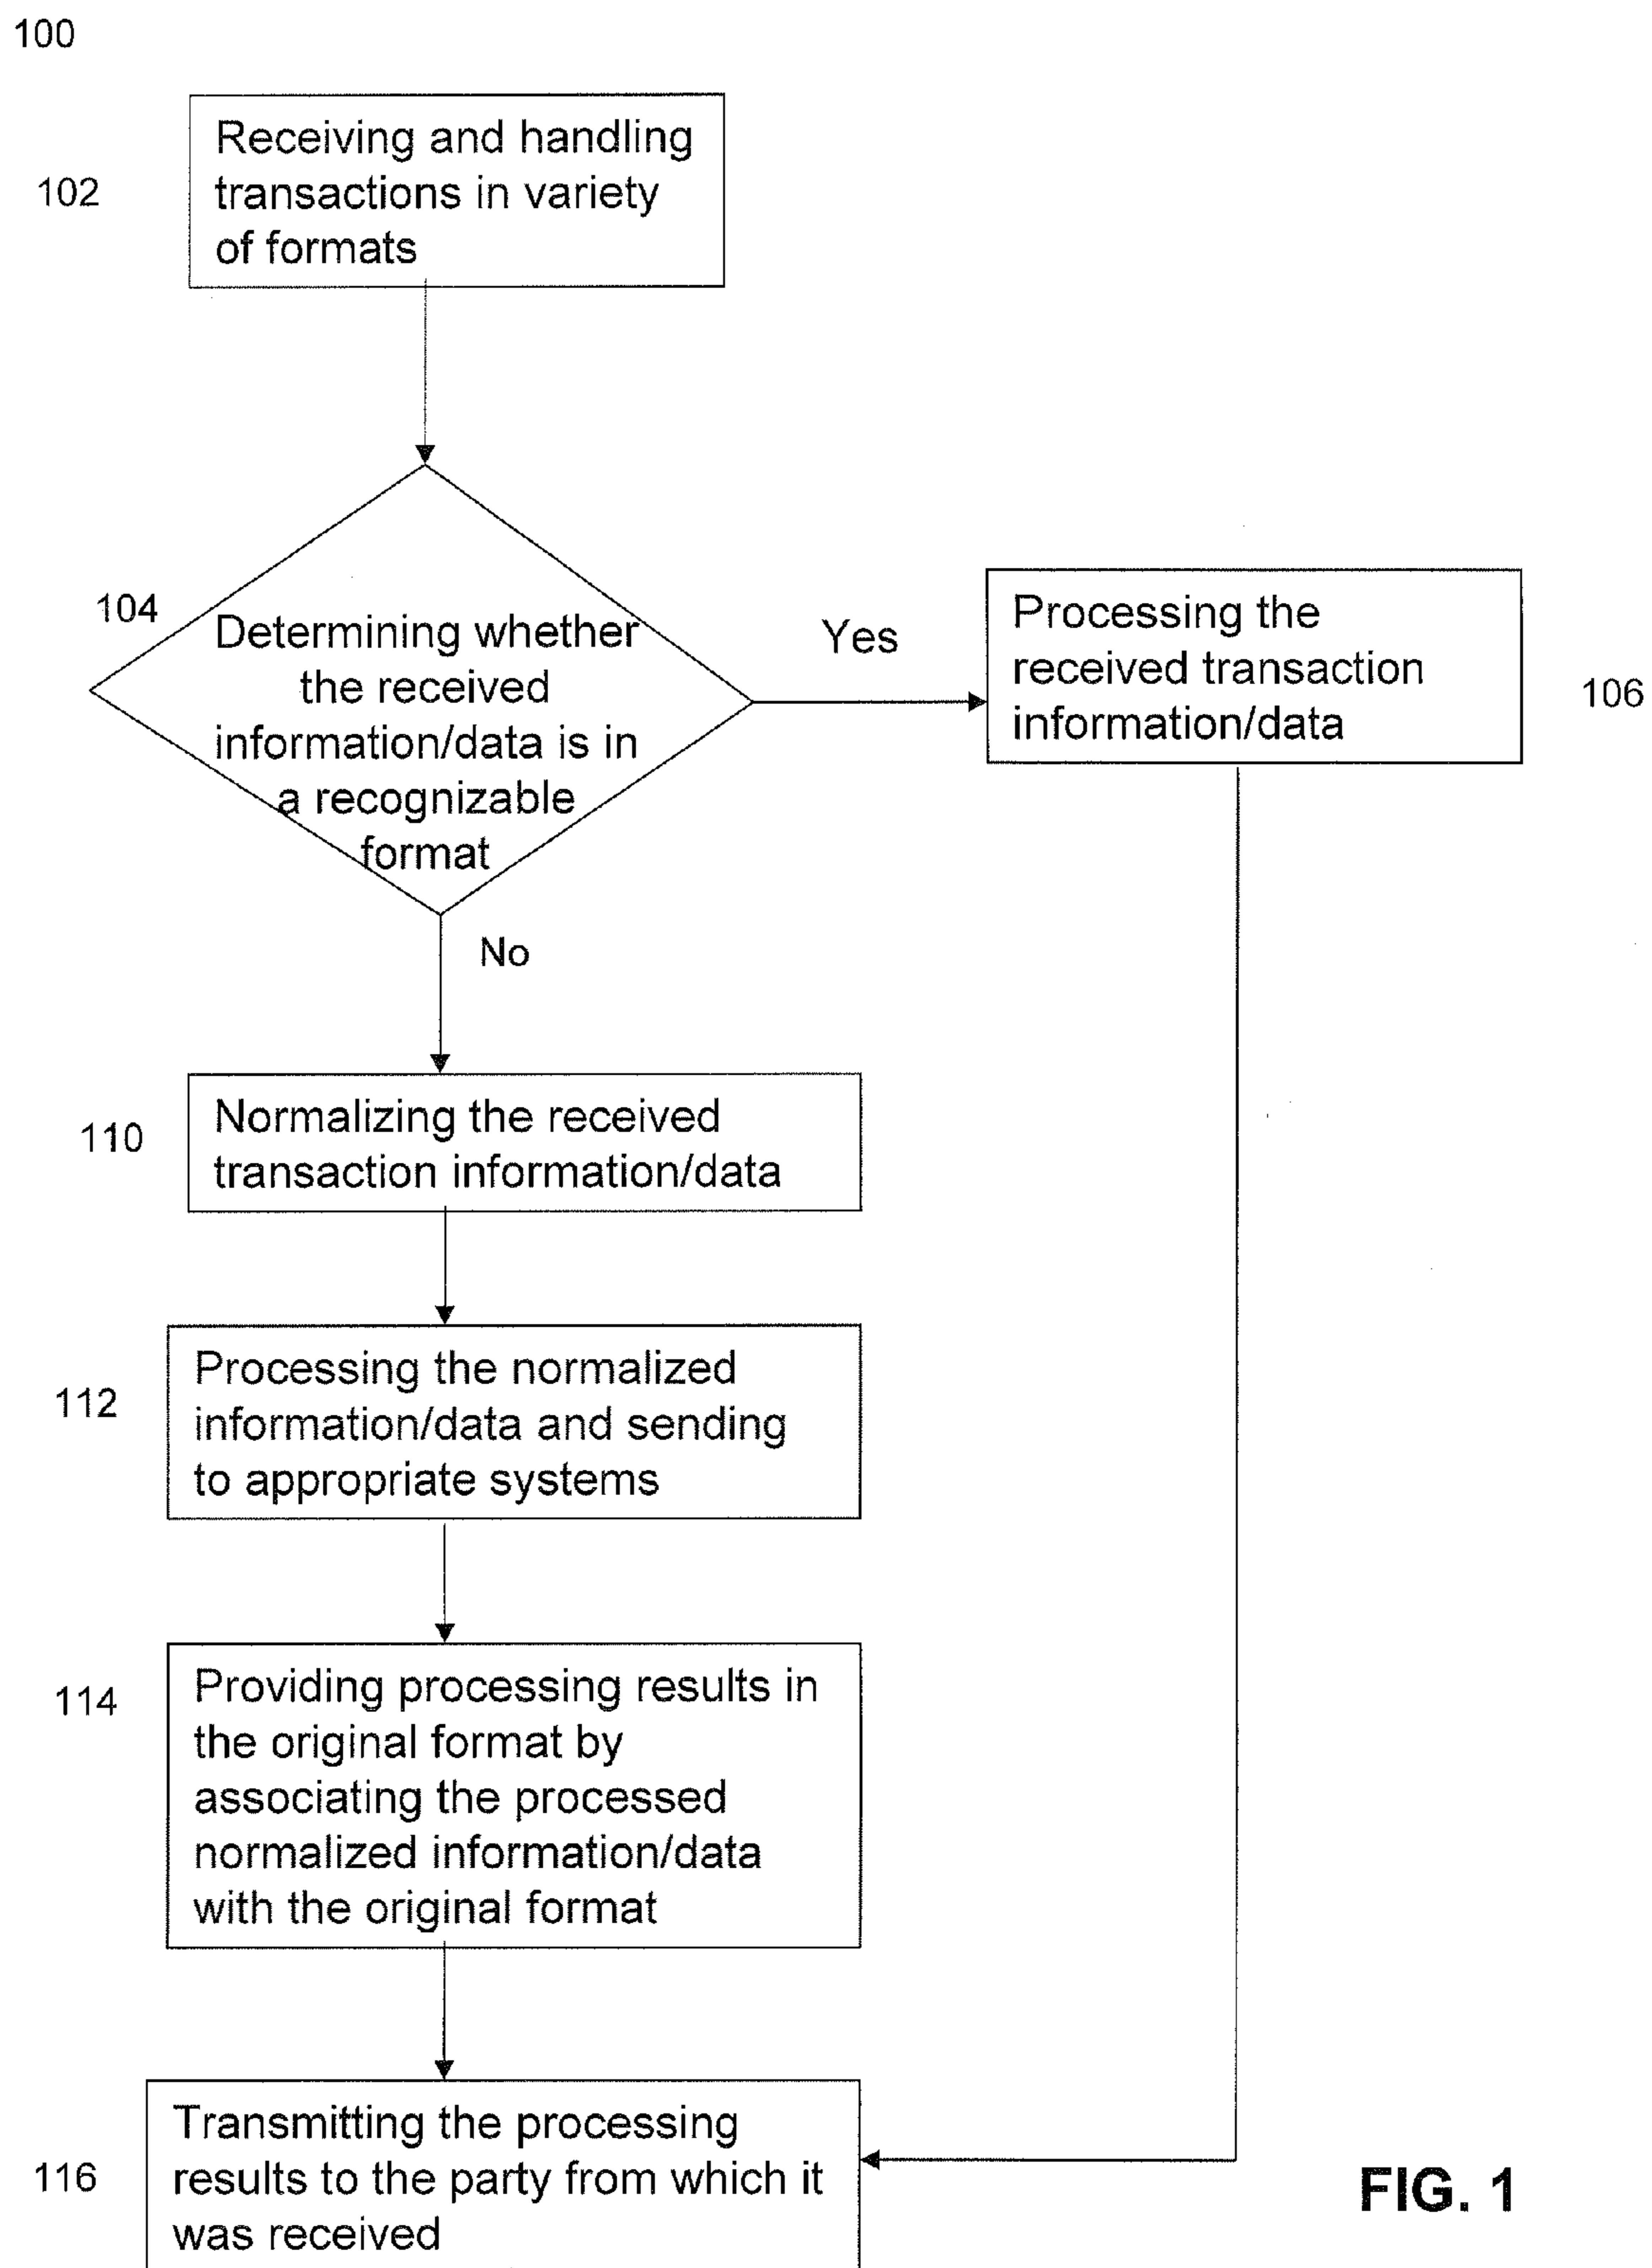 100
102
Receiving and handling
transactions in variety
of formats
104
Determining whether
the received
information/data is in
a recognizable
format
Yes
Processing the
received transaction
information/data
106
No
110
Normalizing the received
transaction information/data
112
Processing the normalized
information/data and sending
to appropriate systems
114
Providing processing results in
the original format by
associating the processed
normalized information/data
with the original format
116
Transmitting the processing
results to the party from which it
was received
FIG. 1